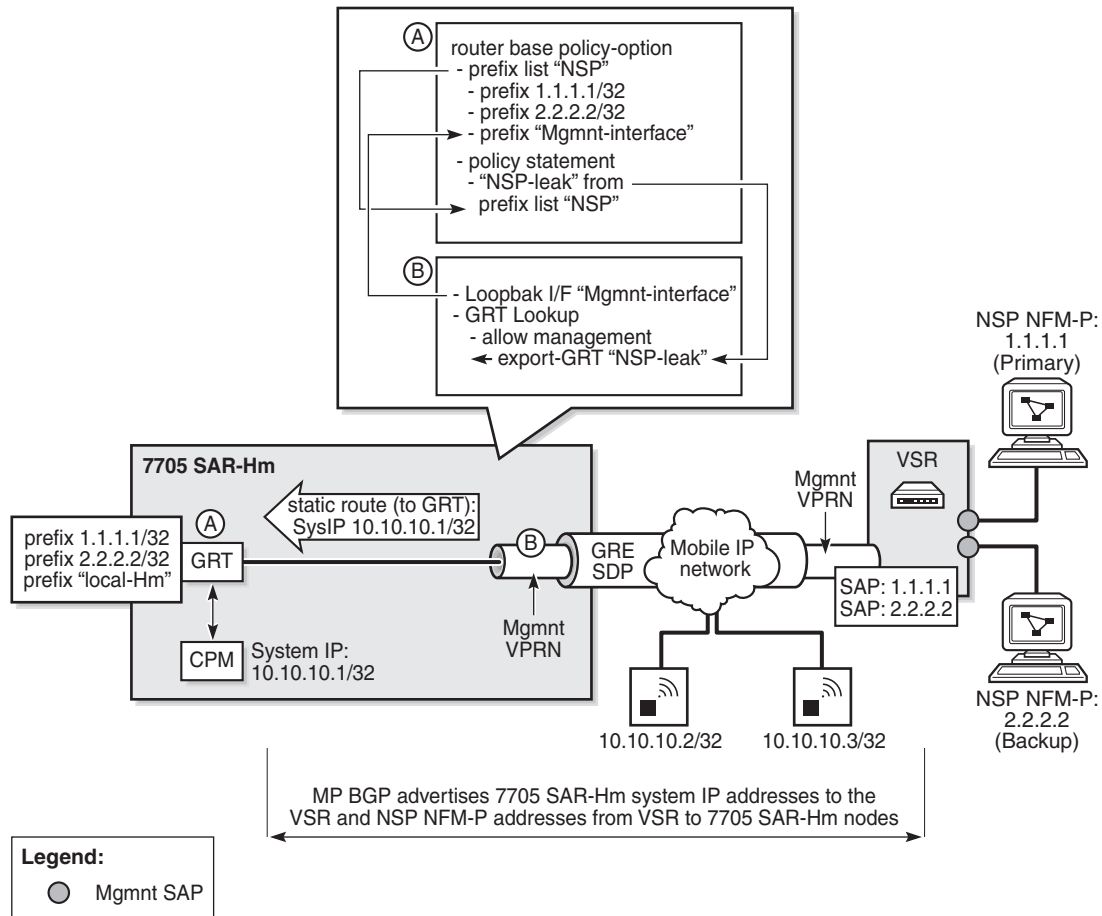 A
router base policy-option
- prefix list “NSP”
- prefix 1.1.1.1/32
- prefix 2.2.2.2/32
- prefix “Mgmnt-interface”
- policy statement
- “NSP-leak” from
prefix list “NSP”
B
- Loopbak I/F “Mgmnt-interface”
- GRT Lookup
- allow management
export-GRT “NSP-leak”
NSP NFM-P:
1.1.1.1
(Primary)
7705 SAR-Hm
static route (to GRT):
SysIP 10.10.10.1/32
prefix 1.1.1.1/32
prefix 2.2.2.2/32
prefix “local-Hm”
A
GRT
CPM
System IP:
10.10.10.1/32
B
Mgmnt
VPRN
GRE
SDP
Mobile IP
network
Mgmnt
VPRN
VSR
SAP: 1.1.1.1
SAP: 2.2.2.2
NSP NFM-P:
2.2.2.2
(Backup)
10.10.10.2/32
10.10.10.3/32
MP BGP advertises 7705 SAR-Hm system IP addresses to the
VSR and NSP NFM-P addresses from VSR to 7705 SAR-Hm nodes
Legend:
Mgmnt SAP